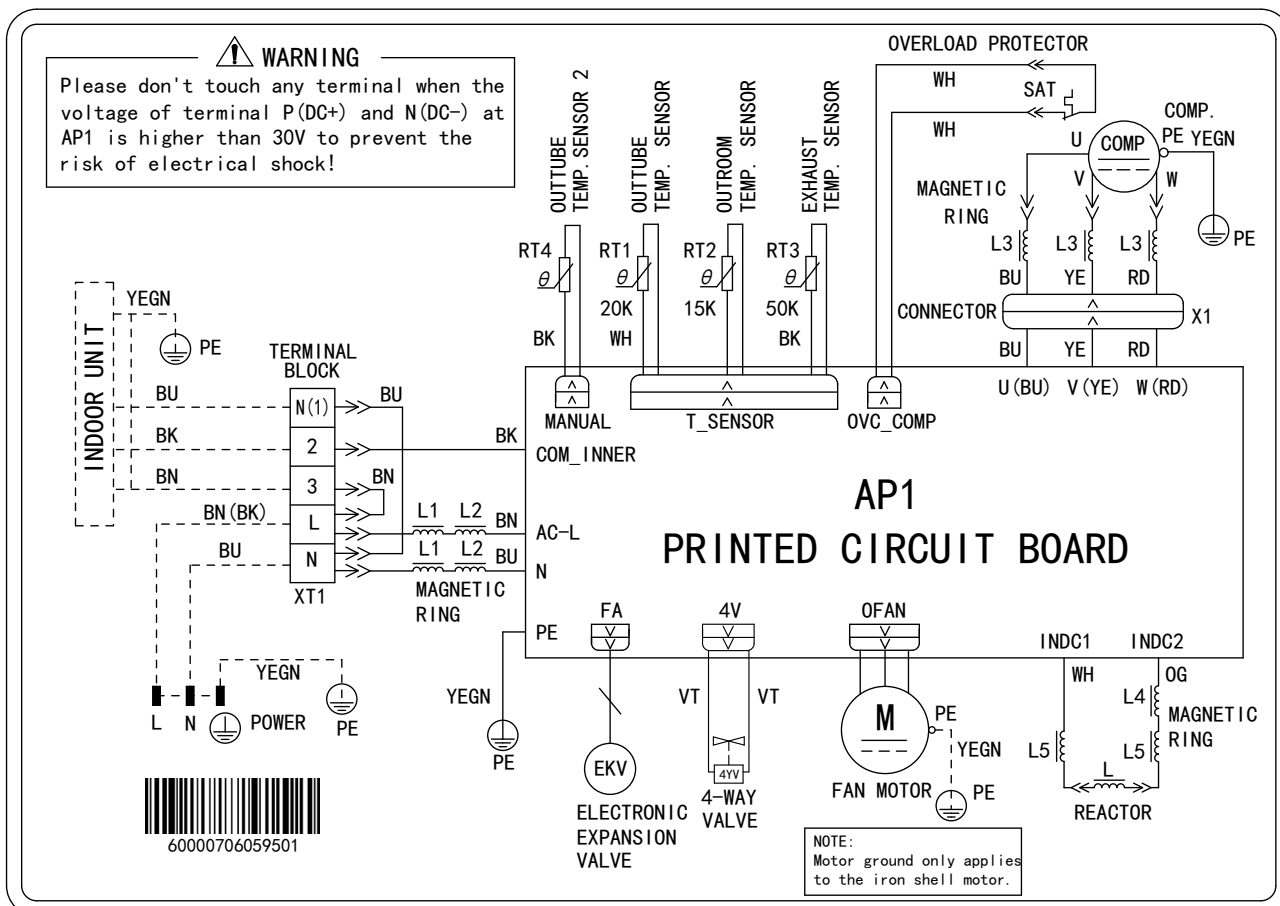 WARNING
Please don't touch any terminal when the
voltage of terminal P(DC+) and N(DC-) at
AP1 is higher than 30V to prevent the
risk of electrical shock!
OUTTUBE
TEMP. SENSOR 2
OUTTUBE
TEMP. SENSOR
OUTROOM
TEMP. SENSOR
EXHAUST
TEMP. SENSOR
OVERLOAD PROTECTOR
WH
SAT
WH
COMP.
PE YEGN
U
COMP
V
W
MAGNETIC
RING
PE
L3
L3
L3
BU
YE
RD
CONNECTOR
X1
BU
YE
RD
U(BU) V(YE) W(RD)
RT4
RT1
RT2
RT3
θ
θ
θ
θ
20K
15K
50K
BK
WH
BK
MANUAL
T_SENSOR
OVC_COMP
INDOOR UNIT
YEGN
PE
TERMINAL
BLOCK
BU
N(1)
BU
BK
2
BK
COM_INNER
BN
3
BN
BN(BK)
L
L1
L2
BN
AC-L
BU
N
L1
L2
BU
N
XT1
MAGNETIC
RING
PE
YEGN
PE
AP1
PRINTED CIRCUIT BOARD
YEGN
L
N
POWER
PE
FA
4V
OFAN
INDC1
INDC2
VT
VT
M
PE
YEGN
WH
OG
L4
MAGNETIC
RING
L5
L5
L
EKV
4YV
ELECTRONIC
EXPANSION
VALVE
4-WAY
VALVE
FAN MOTOR
PE
REACTOR
NOTE:
Motor ground only applies
to the iron shell motor.
60000706059501